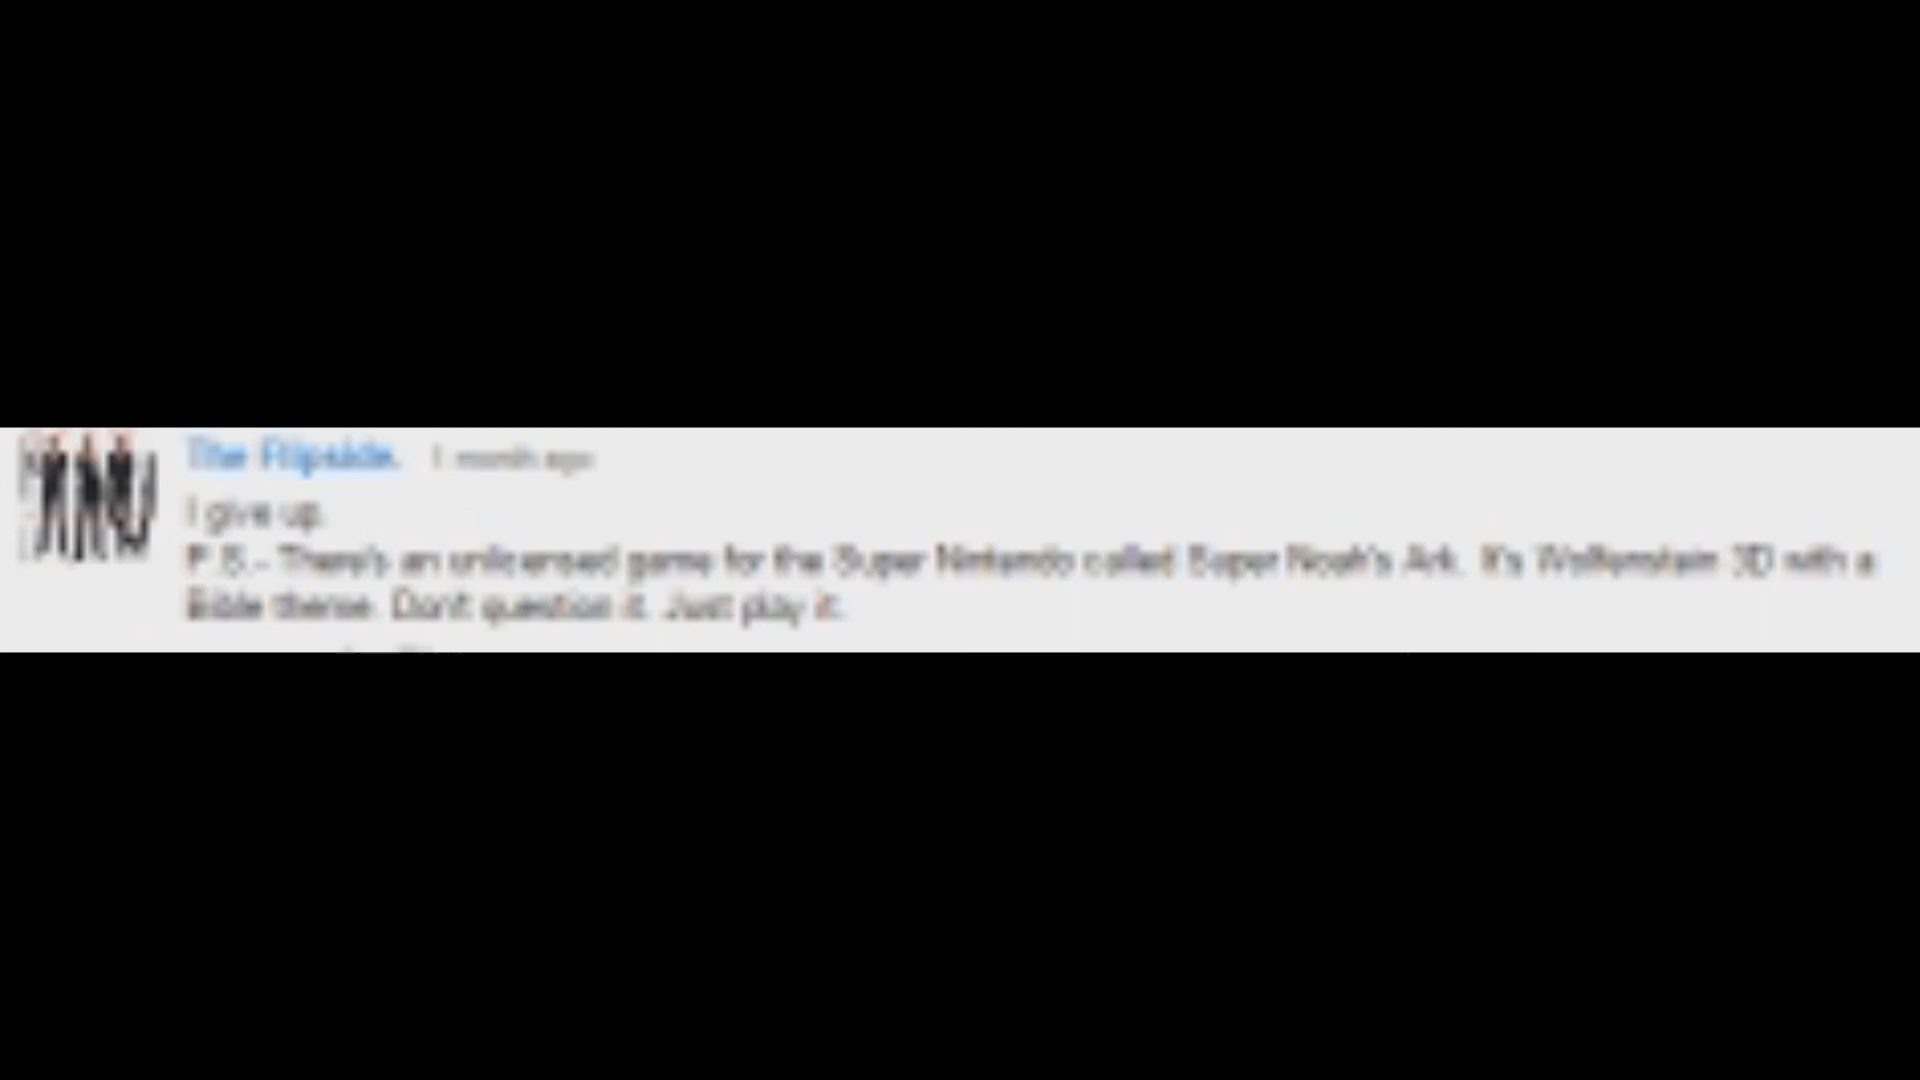 The Flipside. 1 month ago
I give up.
P.S.- There's an unlicensed game for the Super Nintendo called Super Noah's Ark. It's Wolfenstein 3D with a
Bible theme. Don't question it. Just play it.